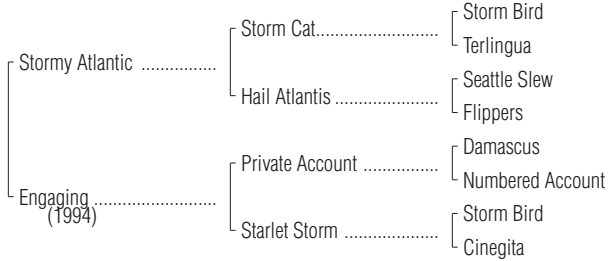 Storm Bird
Storm Cat
Terlingua
Stormy Atlantic
Seattle Slew
Hail Atlantis
Flippers
Damascus
Private Account
Numbered Account
Engaging
(1994)
Storm Bird
Starlet Storm
Cinegita